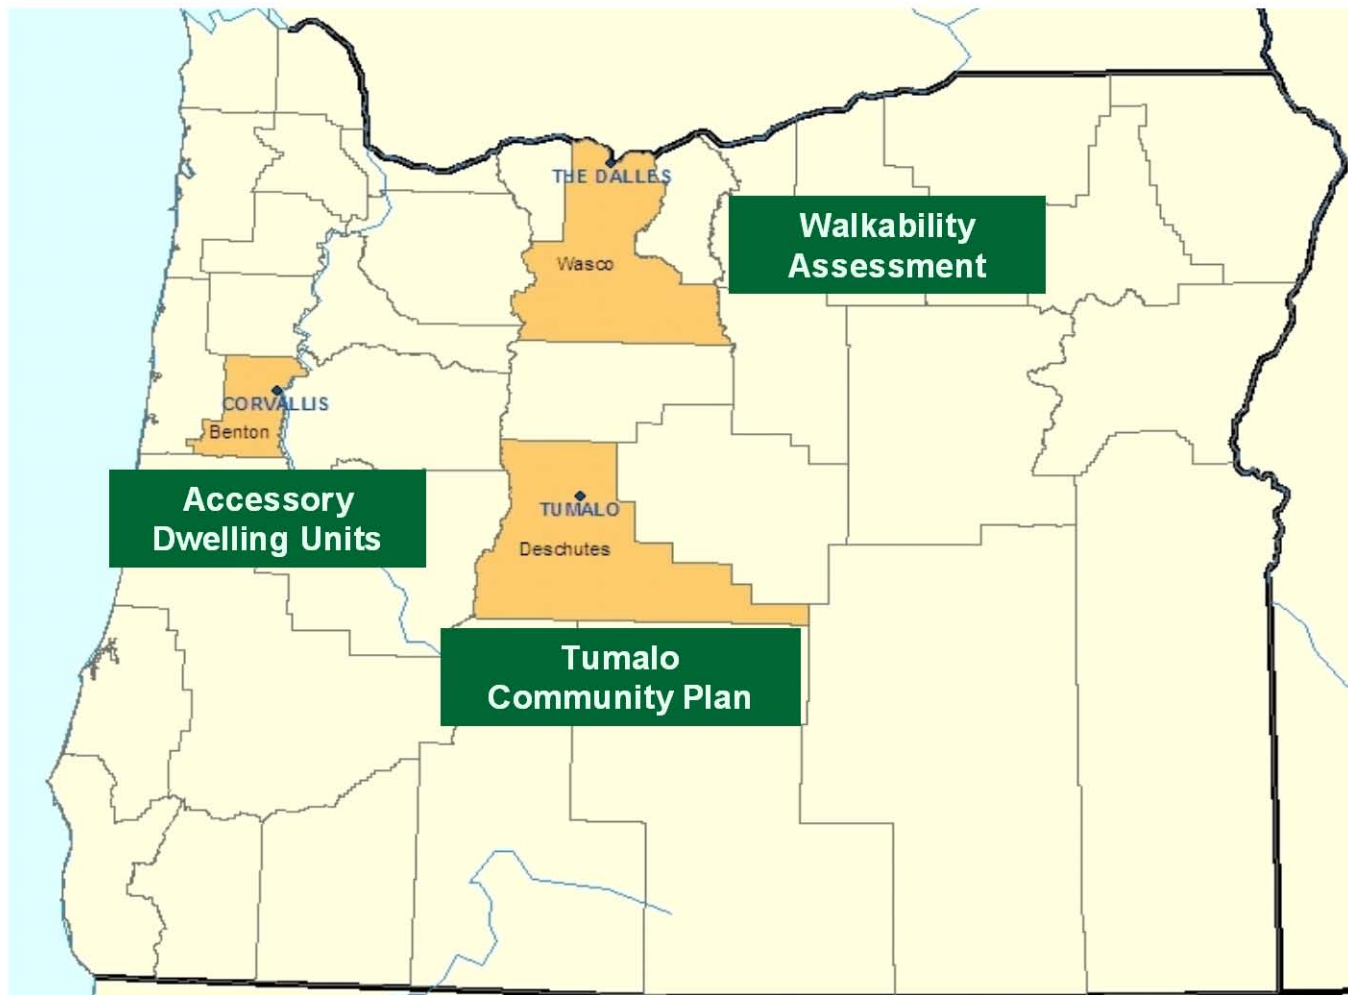 THE DALLES
Walkability
Assessment
Wasco
CORVALLIS
Benton
Accessory
Dwelling Units
TUMALO
Deschutes
Tumalo
Community Plan